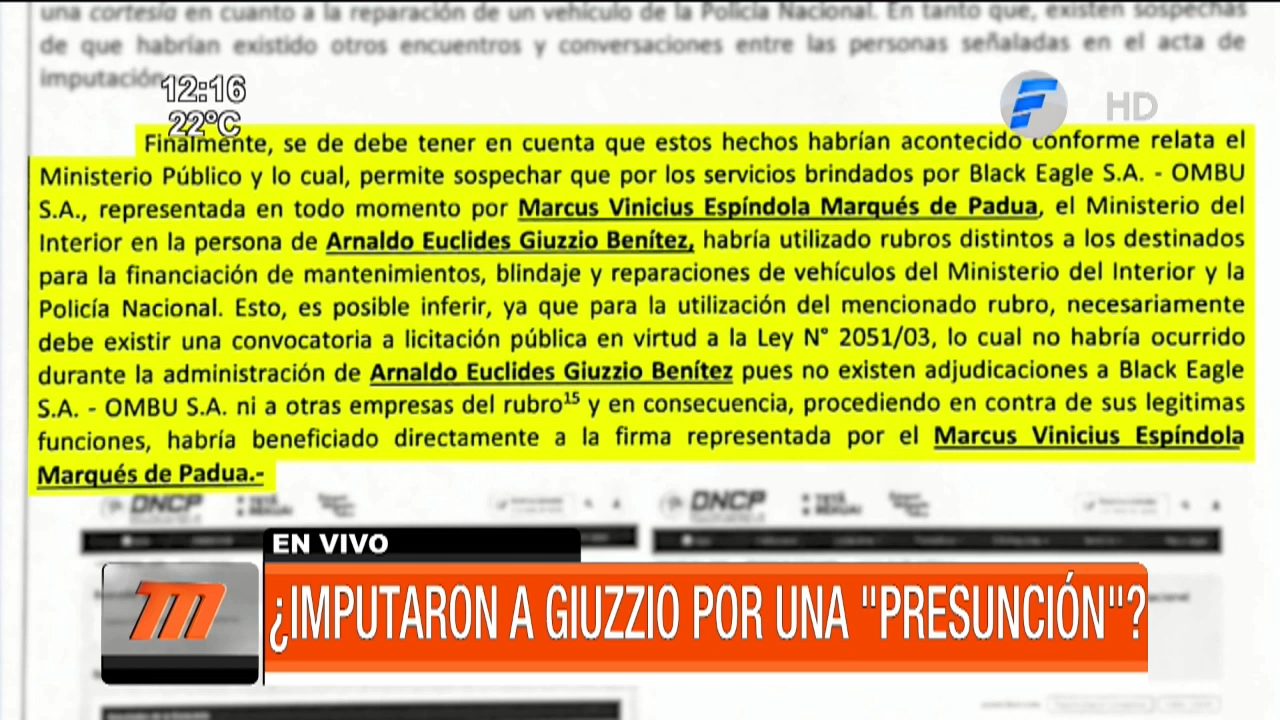 una cortesía en cuanto a la reparación de un vehículo de la Policía Nacional. En tanto que, existen sospechas
de que habrían existido otros encuentros y conversaciones entre las personas señaladas en el acta de
imputación
12:16
22°C
HD
Finalmente, se de debe tener en cuenta que estos hechos habrían acontecido conforme relata el
Ministerio Público y lo cual, permite sospechar que por los servicios brindados por Black Eagle S.A. - OMBU
S.A., representada en todo momento por Marcus Vinicius Espíndola Marqués de Padua, el Ministerio del
Interior en la persona de Arnaldo Euclides Giuzzio Benítez, habría utilizado rubros distintos a los destinados
para la financiación de mantenimientos, blindaje y reparaciones de vehículos del Ministerio del Interior y la
Policía Nacional. Esto, es posible inferir, ya que para la utilización del mencionado rubro, necesariamente
debe existir una convocatoria a licitación pública en virtud a la Ley N° 2051/03, lo cual no habría ocurrido
durante la administración de Arnaldo Euclides Giuzzio Benítez pues no existen adjudicaciones a Black Eagle
S.A. - OMBU S.A. ni a otras empresas del rubro¹⁵ y en consecuencia, procediendo en contra de sus legitimas
funciones, habría beneficiado directamente a la firma representada por el Marcus Vinicius Espíndola
Marqués de Padua.-
DNCP DNCP
EN VIVO
¿IMPUTARON A GIUZZIO POR UNA "PRESUNCIÓN"?